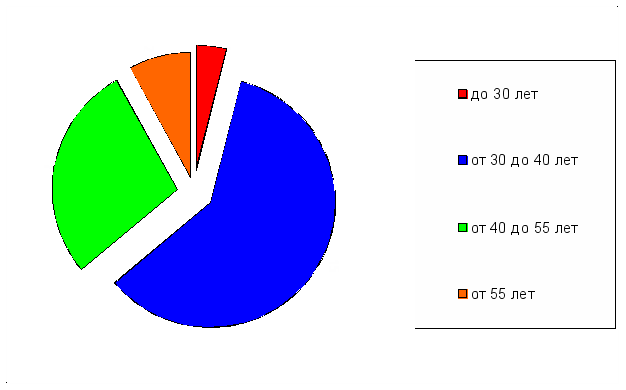 до 30 лет
от 30 до 40 лет
от 40 до 55 лет
от 55 лет